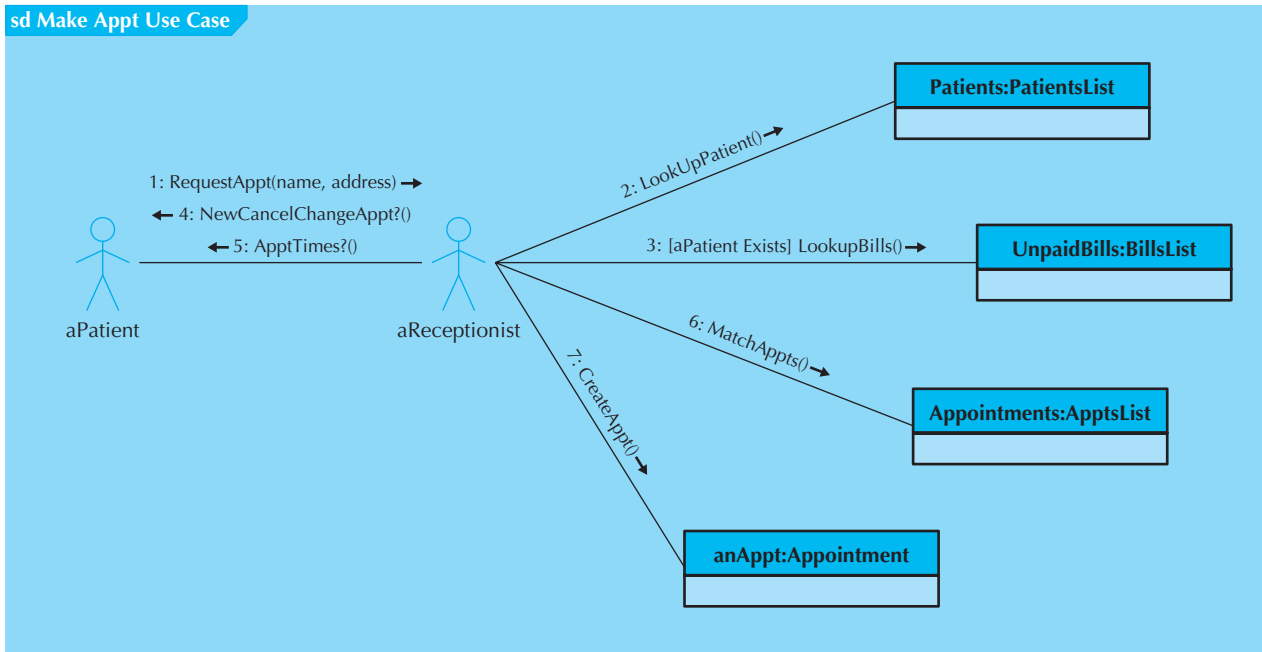 sd Make Appt Use Case
Patients:PatientsList
2: LookUpPatient()
1: RequestAppt(name, address)
4: NewCancelChangeAppt?()
5: ApptTimes?()
3: [aPatient Exists] LookupBills()
UnpaidBills:BillsList
aPatient
aReceptionist
6: MatchAppts()
7: CreateAppt()
Appointments:ApptsList
anAppt:Appointment